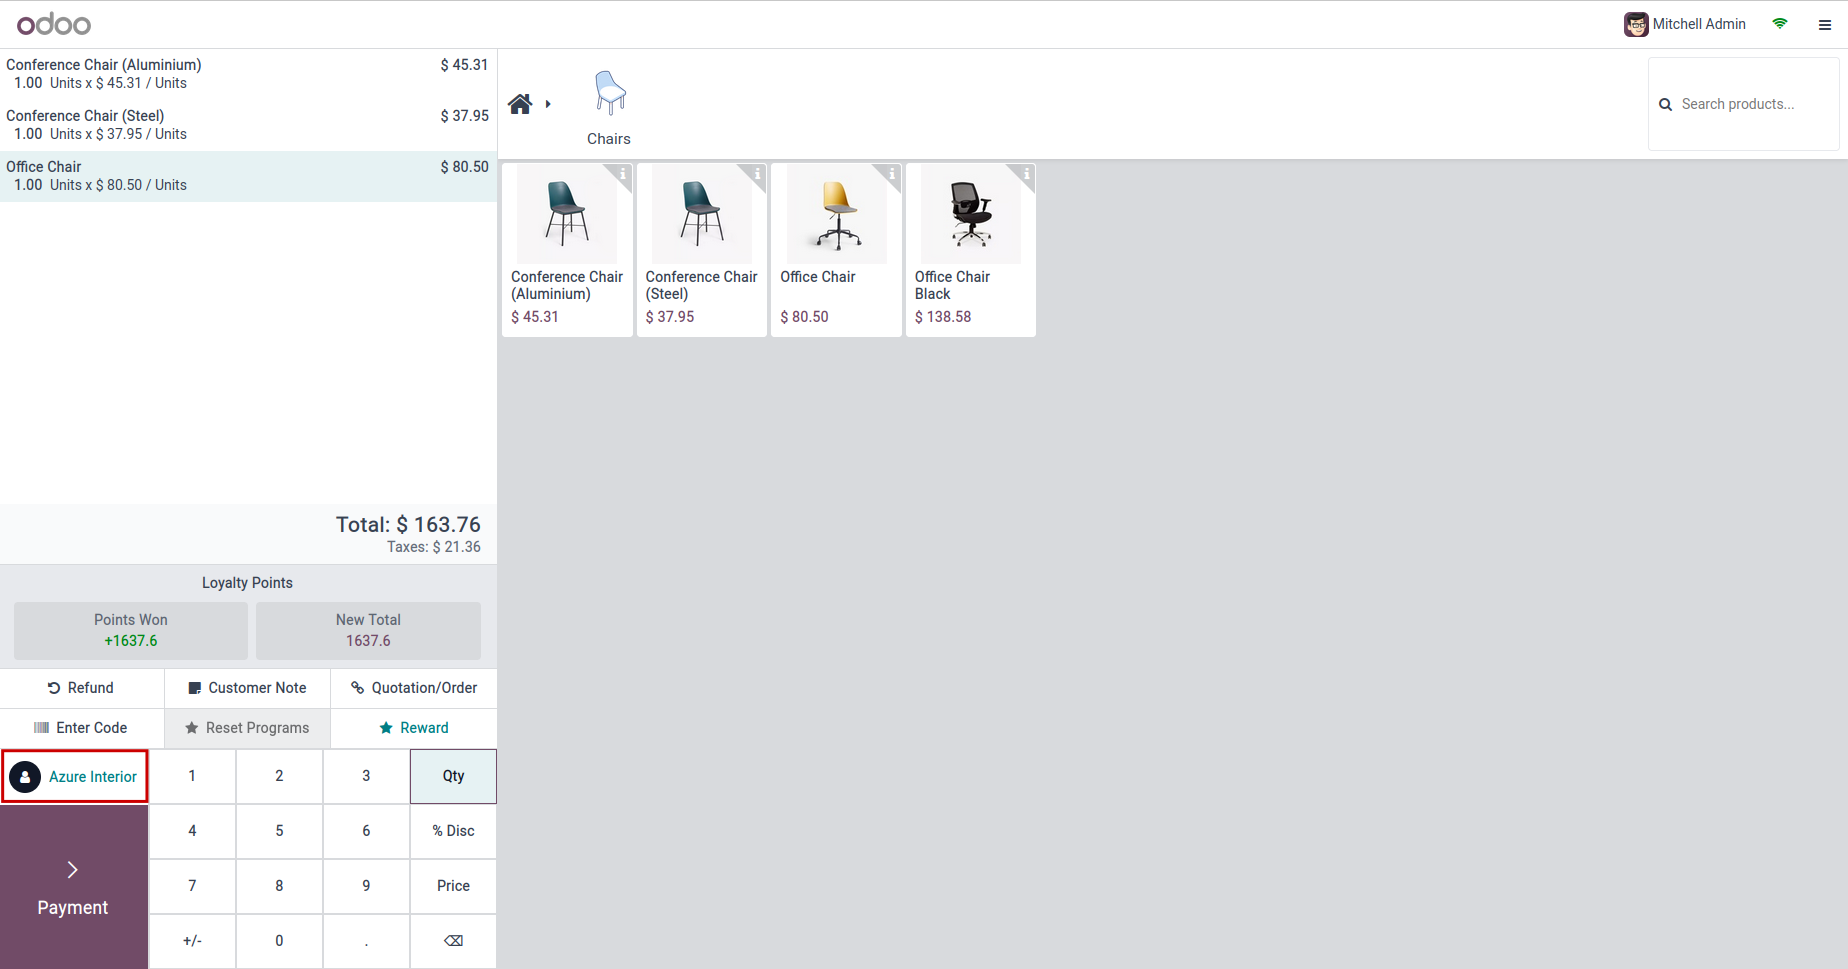 odoo
Mitchell Admin
Conference Chair (Aluminium) $ 45.31
1.00 Units x $ 45.31 / Units
Conference Chair (Steel) $ 37.95
1.00 Units x $ 37.95 / Units
Office Chair $ 80.50
1.00 Units x $ 80.50 / Units
Total: $ 163.76
Taxes: $ 21.36
Loyalty Points
Points Won New Total
+1637.6 1637.6
Refund Customer Note Quotation/Order
Enter Code Reset Programs Reward
Azure Interior 1 2 3 Qty
4 5 6 % Disc
7 8 9 Price
Payment
+/- 0 . ⌫
Chairs
Search products...
Conference Chair
(Aluminium)
$ 45.31
Conference Chair
(Steel)
$ 37.95
Office Chair
$ 80.50
Office Chair
Black
$ 138.58